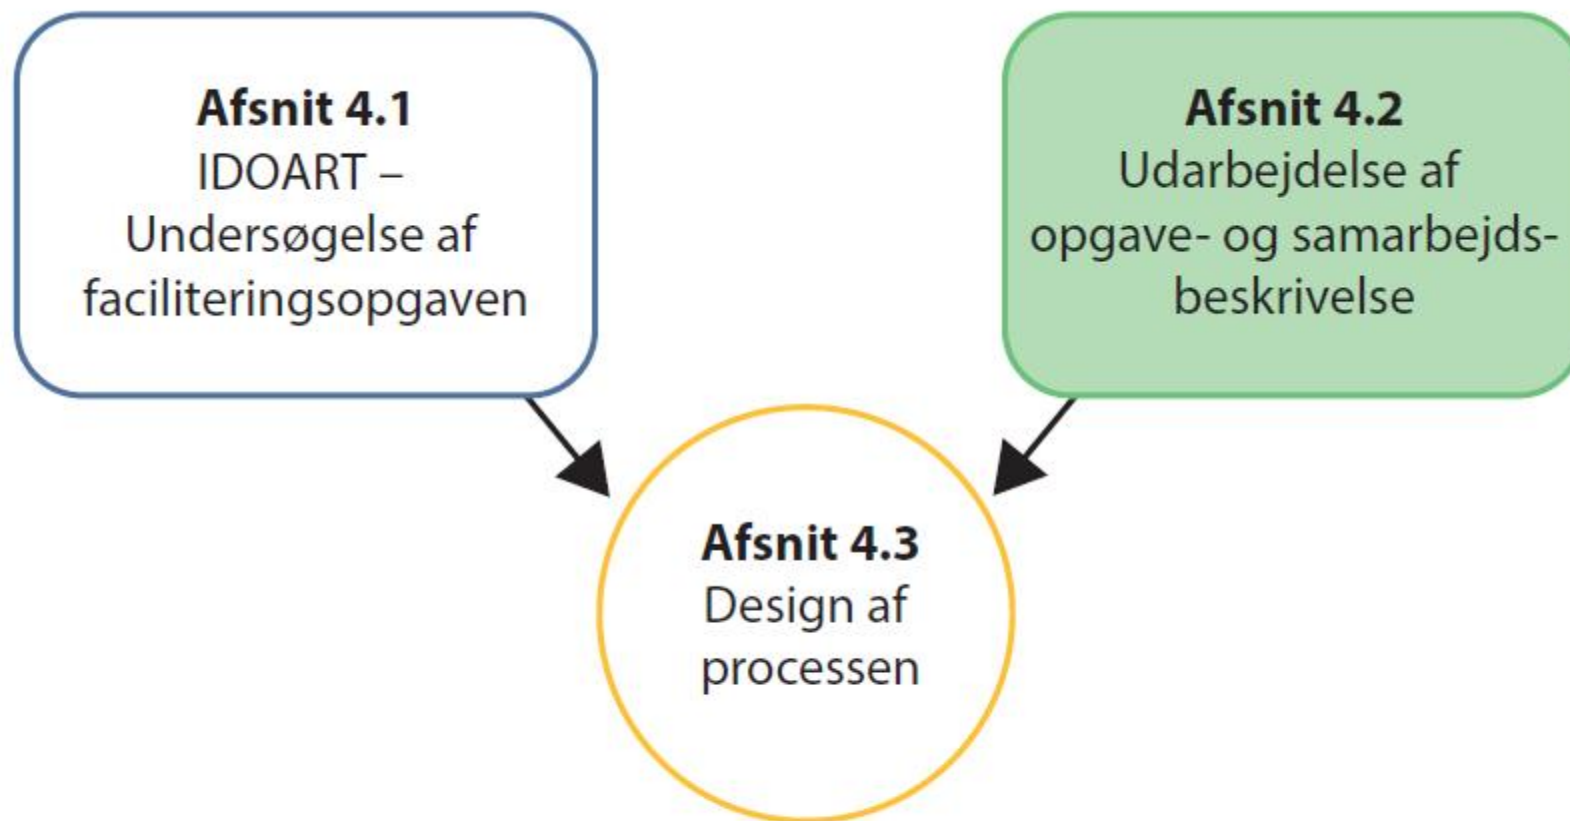 Afsnit 4.1
IDOART –
Undersøgelse af
faciliteringsopgaven
Afsnit 4.2
Udarbejdelse af
opgave- og samarbejds-
beskrivelse
Afsnit 4.3
Design af
processen